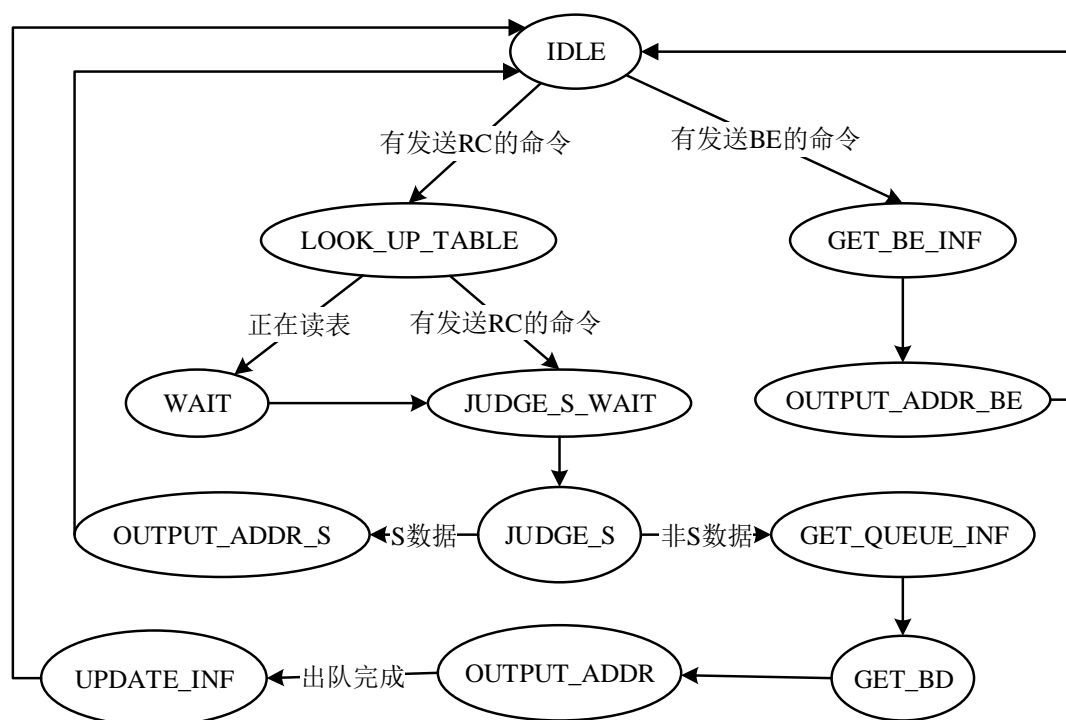 IDLE
有发送RC的命令
有发送BE的命令
LOOK_UP_TABLE
GET_BE_INF
正在读表
有发送RC的命令
WAIT
JUDGE_S_WAIT
OUTPUT_ADDR_BE
OUTPUT_ADDR_S
S数据
JUDGE_S
非S数据
GET_QUEUE_INF
UPDATE_INF
出队完成
OUTPUT_ADDR
GET_BD